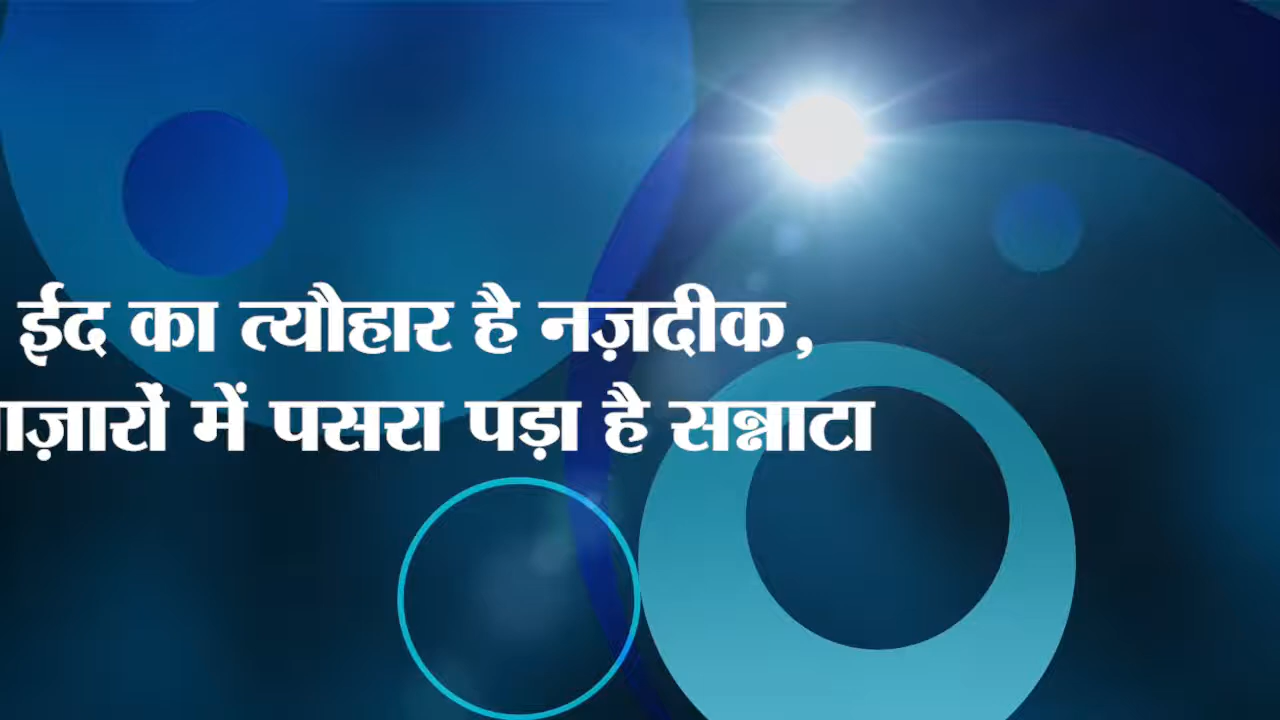 ईद का त्यौहार है नज़दीक,
ाज़ारों में पसरा पड़ा है सन्नाटा